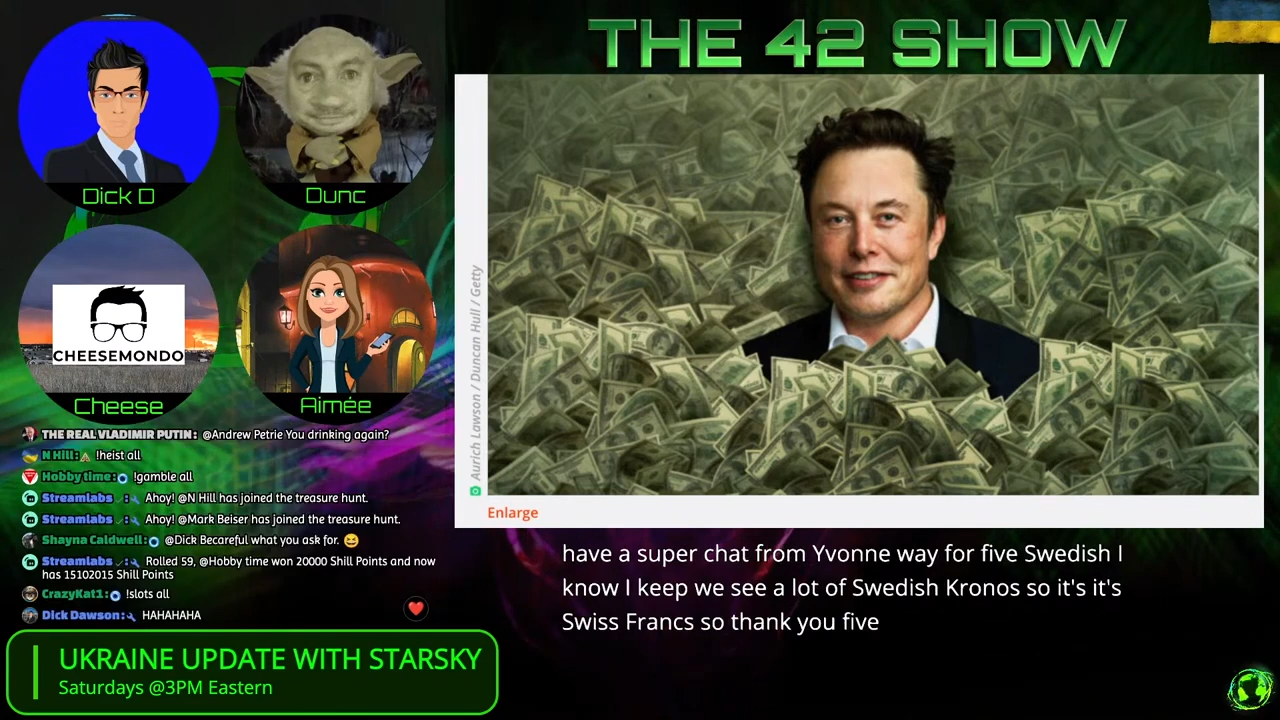 THE 42 SHOW
Dick D
Dunc
CHEESEMONDO
Cheese
Aimée
Aurich Lawson / Duncan Hull / Getty
Enlarge
THE REAL VLADIMIR PUTIN: @Andrew Petrie You drinking again?
N Hill: !heist all
Hobby time: !gamble all
Streamlabs : Ahoy! @N Hill has joined the treasure hunt.
Streamlabs : Ahoy! @Mark Beiser has joined the treasure hunt.
Shayna Caldwell: @Dick Becareful what you ask for. 😆
Streamlabs : Rolled 59, @Hobby time won 20000 Shill Points and now
has 15102015 Shill Points
CrazyKat1: !slots all
Dick Dawson: HAHAHAHA
have a super chat from Yvonne way for five Swedish I
know I keep we see a lot of Swedish Kronos so it's it's
Swiss Francs so thank you five
UKRAINE UPDATE WITH STARSKY
Saturdays @3PM Eastern